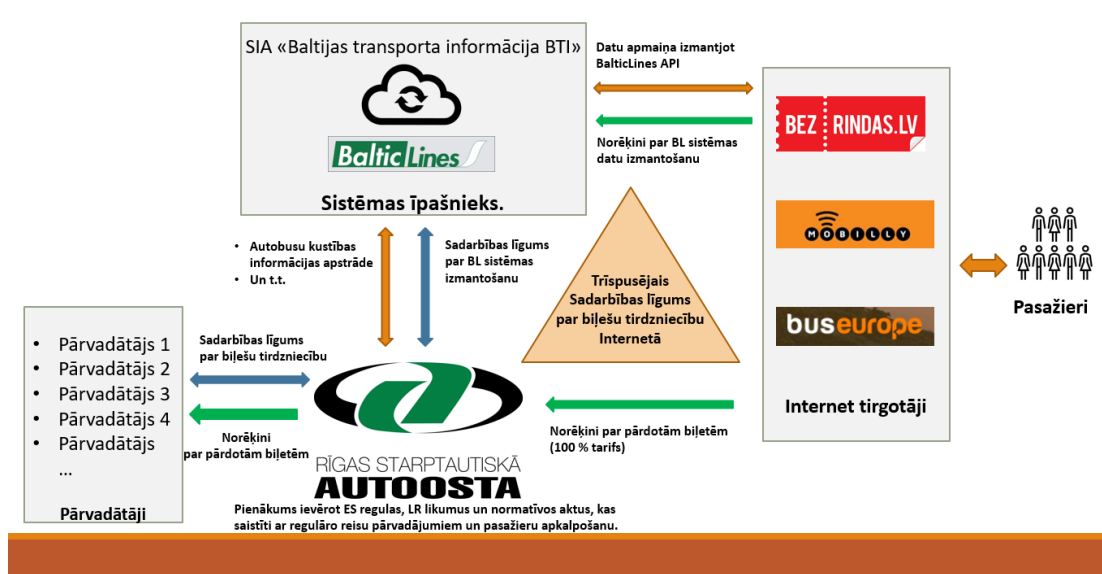 SIA «Baltijas transporta informācija BTI»
Baltic Lines
Sistēmas īpašnieks.
Datu apmaiņa izmantjot
BalticLines API
Norēķini par BL sistēmas
datu izmantošanu
BEZ RINDAS.LV
MOBILLY
buseurope
Internet tirgotāji
Pasažieri
• Autobusu kustības
informācijas apstrāde
• Un t.t.
Sadarbības līgums
par BL sistēmas
izmantošanu
Trīspusējais
Sadarbības līgums
par biļešu tirdzniecību
Internetā
• Pārvadātājs 1
• Pārvadātājs 2
• Pārvadātājs 3
• Pārvadātājs 4
• Pārvadātājs
...
Pārvadātāji
Sadarbības līgums
par biļešu tirdzniecību
Norēķini
par pārdotām biļetēm
Norēķini par pārdotām biļetēm
(100 % tarifs)
RĪGAS STARPTAUTISKĀ
AUTOOSTA
Pienākums ievērot ES regulas, LR likumus un normatīvos aktus, kas
saistīti ar regulāro reisu pārvadājumiem un pasažieru apkalpošanu.